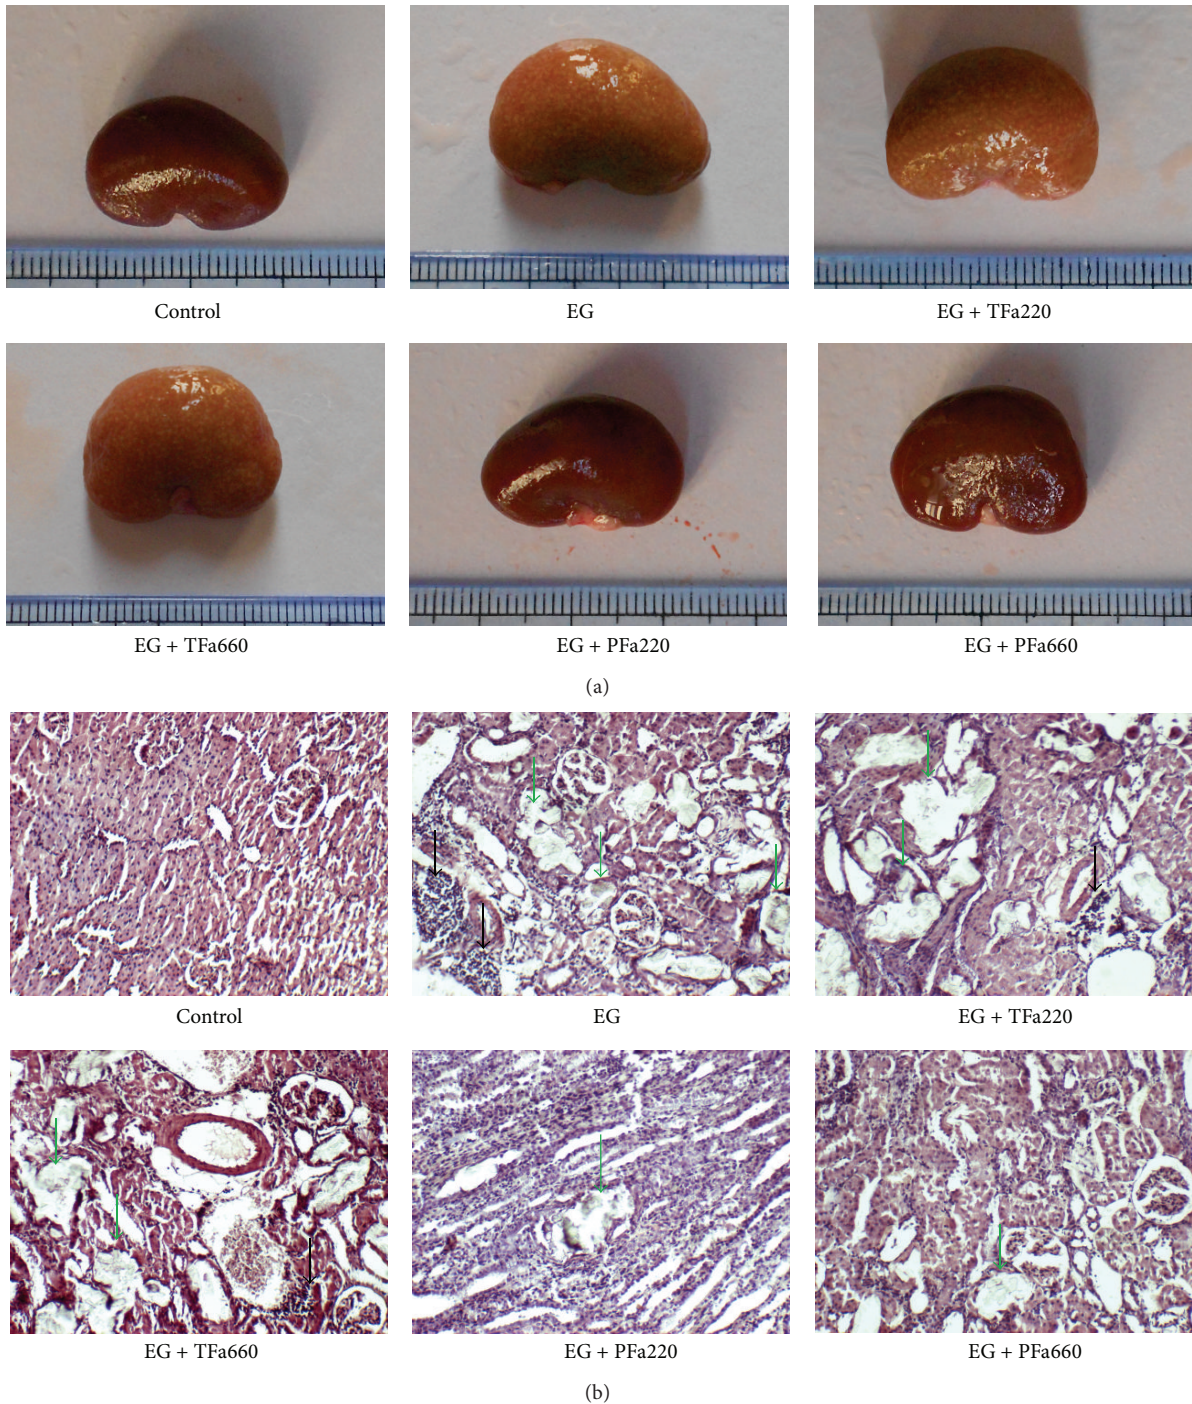 Control
EG
EG + TFa220
EG + TFa660
EG + PFa220
EG + PFa660
(a)
Control
EG
EG + TFa220
EG + TFa660
EG + PFa220
EG + PFa660
(b)